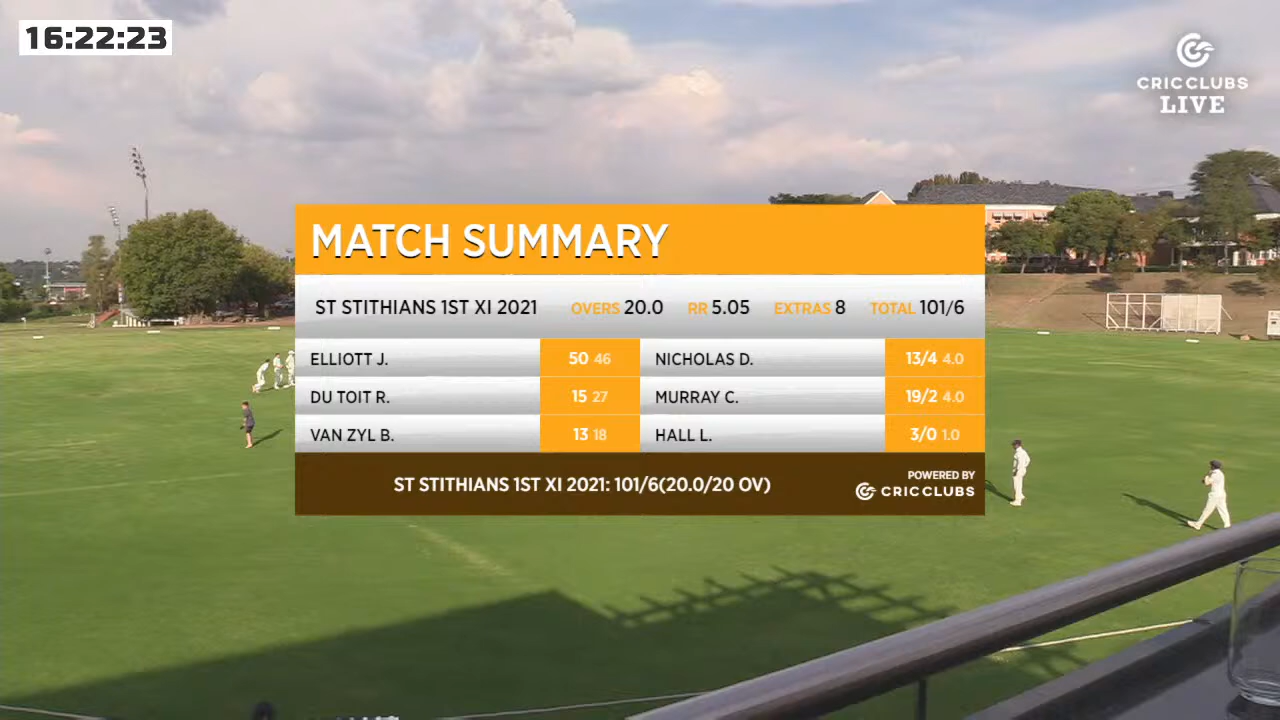 16:22:23
CRICCLUBS
LIVE
MATCH SUMMARY
ST STITHIANS 1ST XI 2021 OVERS 20.0 RR 5.05 EXTRAS 8 TOTAL 101/6
ELLIOTT J. 50 46 NICHOLAS D. 13/4 4.0
DU TOIT R. 15 27 MURRAY C. 19/2 4.0
VAN ZYL B. 13 18 HALL L. 3/0 1.0
ST STITHIANS 1ST XI 2021: 101/6(20.0/20 OV)
POWERED BY
CRICCLUBS